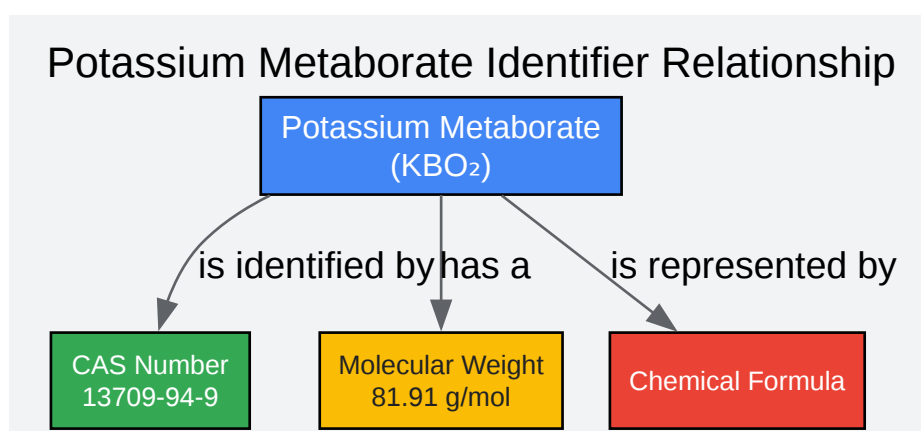 Potassium Metaborate Identifier Relationship
Potassium Metaborate
(KBO₂)
is identified by
has a
is represented by
CAS Number
13709-94-9
Molecular Weight
81.91 g/mol
Chemical Formula